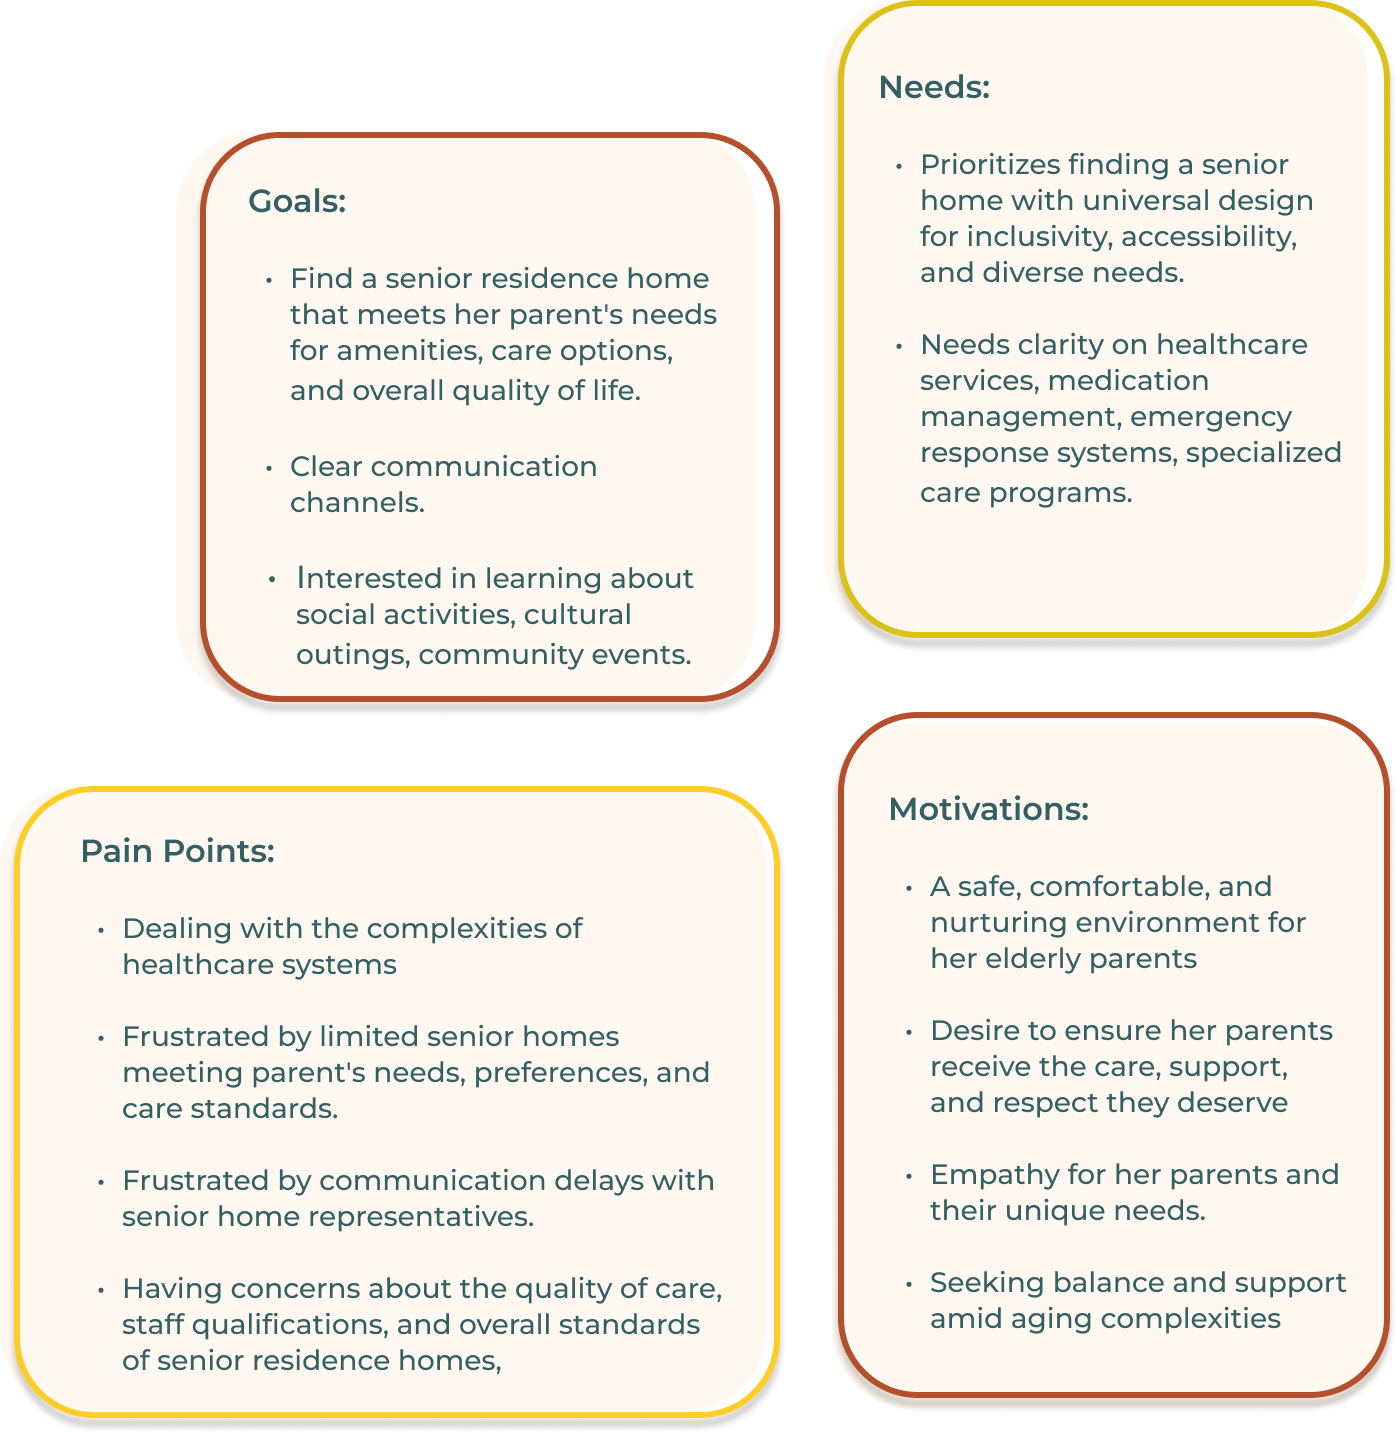 Goals:
• Find a senior residence home
that meets her parent's needs
for amenities, care options,
and overall quality of life.
• Clear communication
channels.
• Interested in learning about
social activities, cultural
outings, community events.
Needs:
• Prioritizes finding a senior
home with universal design
for inclusivity, accessibility,
and diverse needs.
• Needs clarity on healthcare
services, medication
management, emergency
response systems, specialized
care programs.
Pain Points:
• Dealing with the complexities of
healthcare systems
• Frustrated by limited senior homes
meeting parent's needs, preferences, and
care standards.
• Frustrated by communication delays with
senior home representatives.
• Having concerns about the quality of care,
staff qualifications, and overall standards
of senior residence homes,
Motivations:
• A safe, comfortable, and
nurturing environment for
her elderly parents
• Desire to ensure her parents
receive the care, support,
and respect they deserve
• Empathy for her parents and
their unique needs.
• Seeking balance and support
amid aging complexities